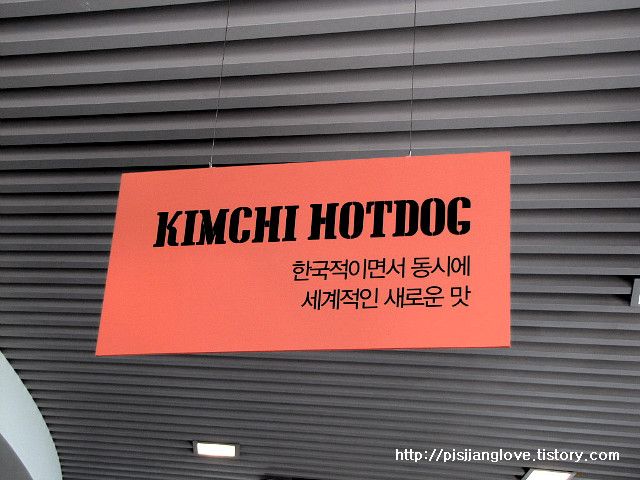 KIMCHI HOTDOG
한국적이면서 동시에
세계적인 새로운 맛
http://pisijanglove.tistory.com/